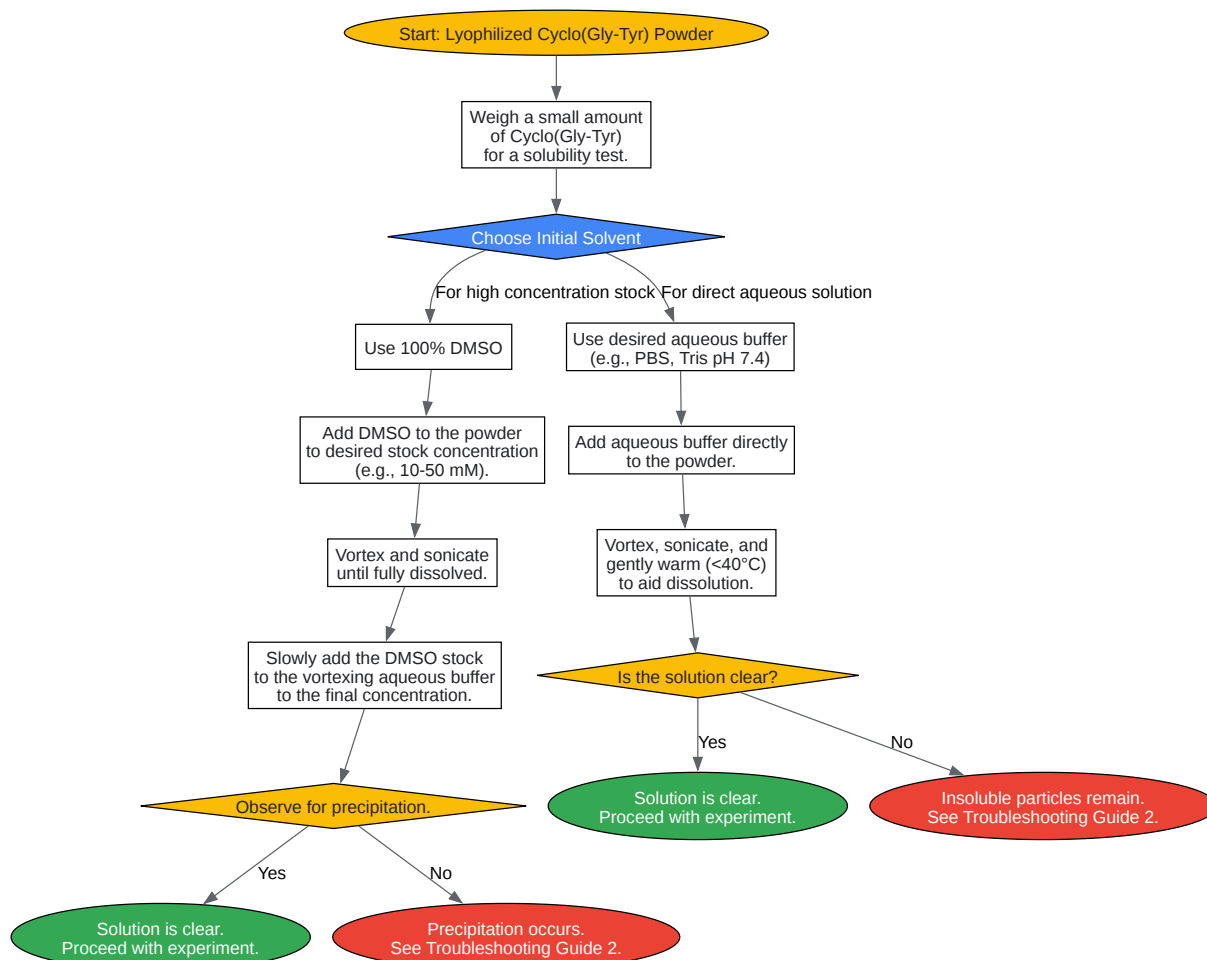 Start: Lyophilized Cyclo(Gly-Tyr) Powder
Weigh a small amount
of Cyclo(Gly-Tyr)
for a solubility test.
Choose Initial Solvent
For high concentration stock
For direct aqueous solution
Use 100% DMSO
Use desired aqueous buffer
(e.g., PBS, Tris pH 7.4)
Add DMSO to the powder
to desired stock concentration
(e.g., 10-50 mM).
Add aqueous buffer directly
to the powder.
Vortex and sonicate
until fully dissolved.
Vortex, sonicate, and
gently warm (<40°C)
to aid dissolution.
Slowly add the DMSO stock
to the vortexing aqueous buffer
to the final concentration.
Is the solution clear?
Yes
No
Observe for precipitation.
Solution is clear.
Proceed with experiment.
Insoluble particles remain.
See Troubleshooting Guide 2.
Yes
No
Solution is clear.
Proceed with experiment.
Precipitation occurs.
See Troubleshooting Guide 2.